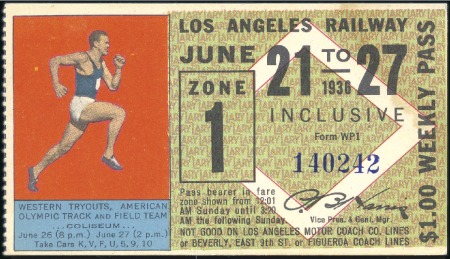 LOS ANGELES RAILWAY
JUNE 21 TO 27
1936
INCLUSIVE
Form WP1
140242
ZONE
1
$1.00 WEEKLY PASS
Pass bearer in fare
zone shown from 12:01
AM Sunday until 3:20
AM the following Sunday
Vice Pres. & Genl. Mgr.
NOT GOOD ON LOS ANGELES MOTOR COACH CO. LINES
or BEVERLY, EAST 3rd ST. or FIGUEROA COACH LINES
WESTERN TRYOUTS, AMERICAN
OLYMPIC TRACK AND FIELD TEAM
..COLISEUM...
June 26 (8 p.m.) June 27 (2 p.m.)
Take Cars K, V, F, U, 5, 9, 10